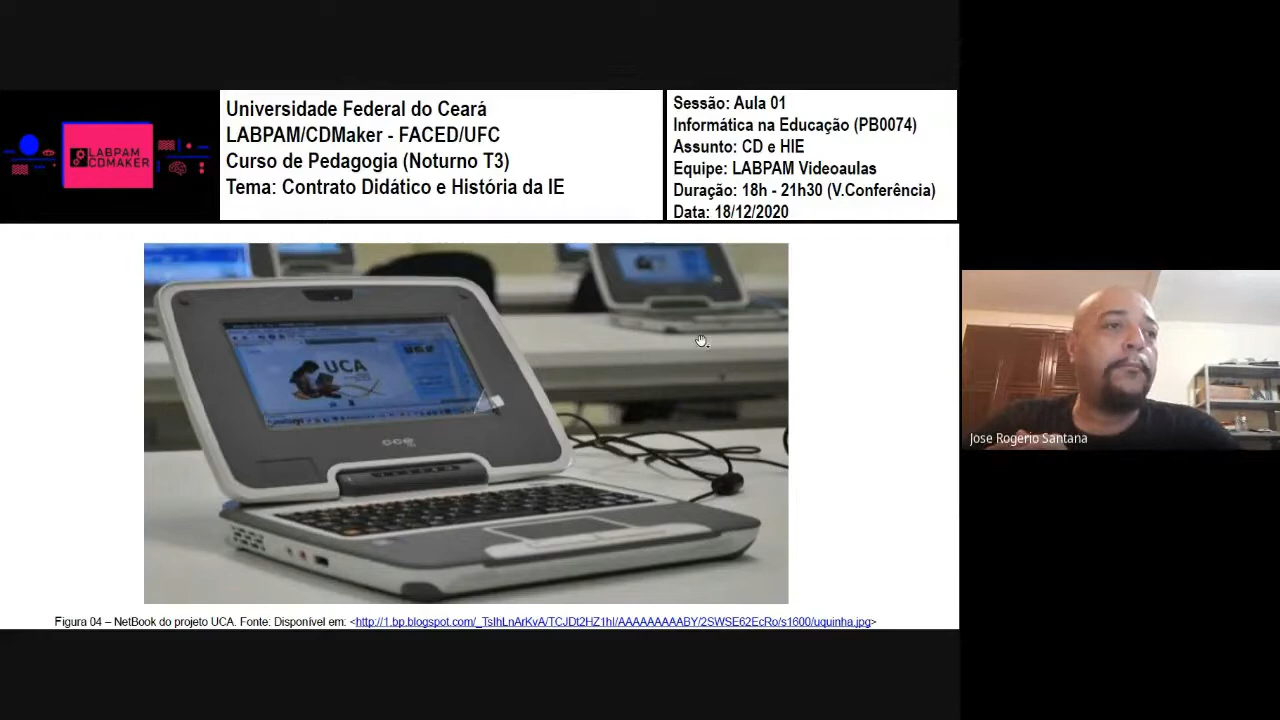 LABPAM
CDMAKER
Universidade Federal do Ceará
LABPAM/CDMaker - FACED/UFC
Curso de Pedagogia (Noturno T3)
Tema: Contrato Didático e História da IE
Sessão: Aula 01
Informática na Educação (PB0074)
Assunto: CD e HIE
Equipe: LABPAM Videoaulas
Duração: 18h - 21h30 (V.Conferência)
Data: 18/12/2020
UCA
cce
Jose Rogerio Santana
Figura 04 – NetBook do projeto UCA. Fonte: Disponível em: <http://1.bp.blogspot.com/_TsIhLnArKvA/TCJDt2HZ1hI/AAAAAAAAABY/2SWSE62EcRo/s1600/uquinha.jpg>